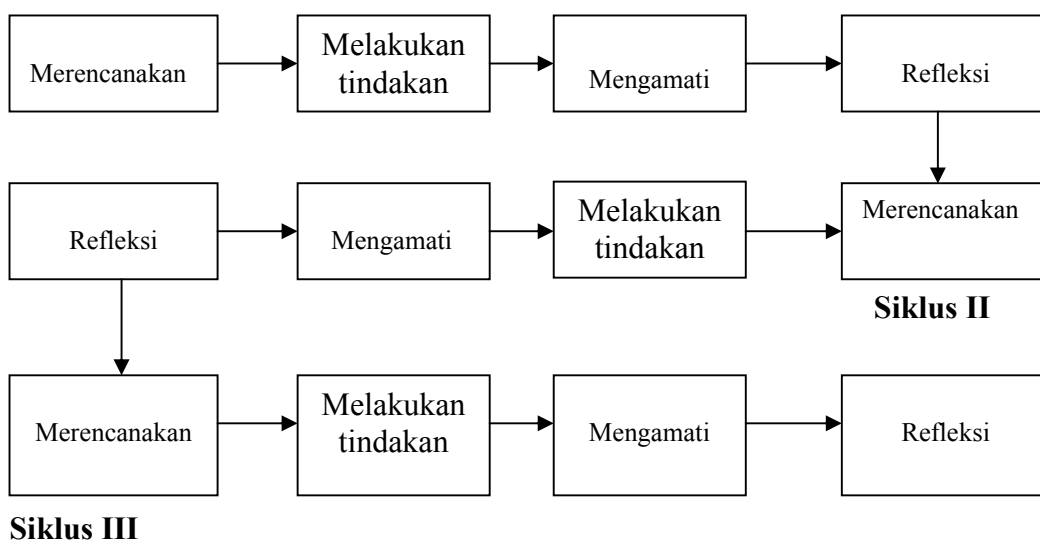 Merencanakan
Melakukan
tindakan
Mengamati
Refleksi
Refleksi
Mengamati
Melakukan
tindakan
Merencanakan
Siklus II
Merencanakan
Melakukan
tindakan
Mengamati
Refleksi
Siklus III